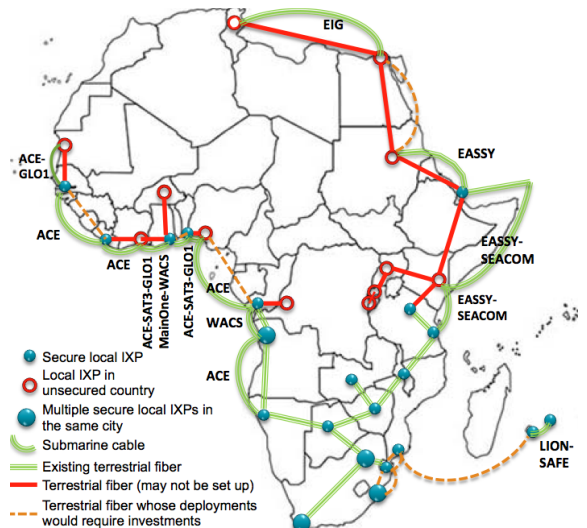 EIG
EASSY
ACE-
GLO1
ACE
ACE
ACE-SAT3-GLO1
MainOne-WACS
ACE-SAT3-GLO1
ACE
WACS
ACE
EASSY-
SEACOM
EASSY-
SEACOM
LION-
SAFE
Secure local IXP
Local IXP in
unsecured country
Multiple secure local IXPs in
the same city
Submarine cable
Existing terrestrial fiber
Terrestrial fiber (may not be set up)
Terrestrial fiber whose deployments
would require investments